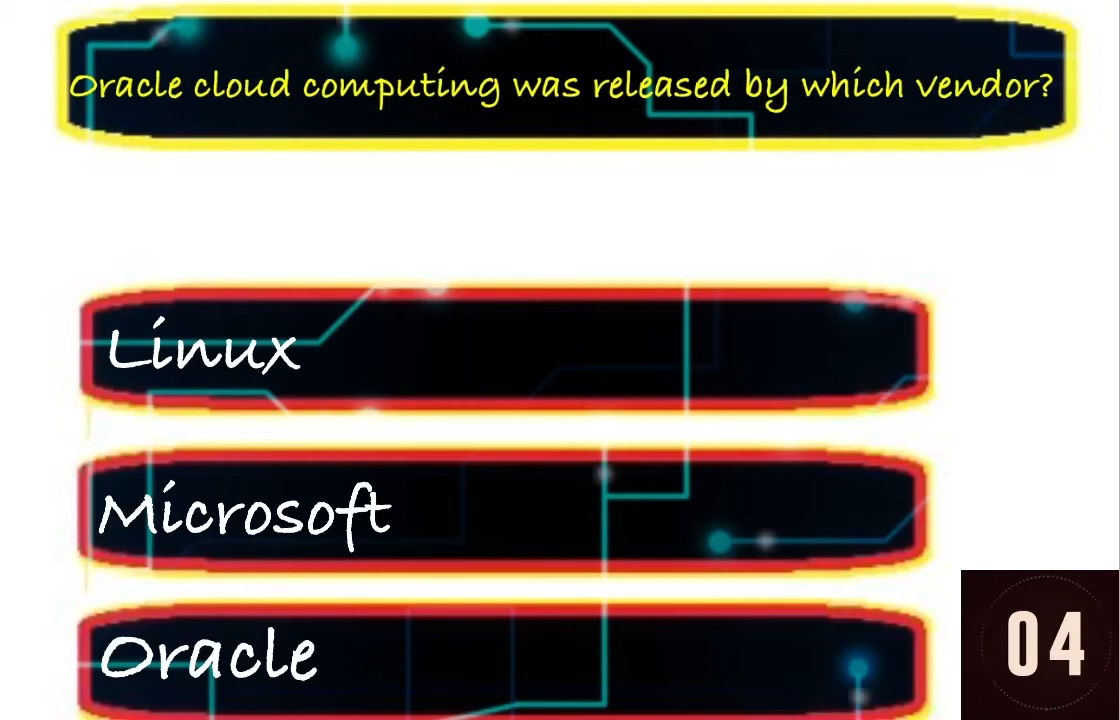 Oracle cloud computing was released by which vendor?
Linux
Microsoft
Oracle
04